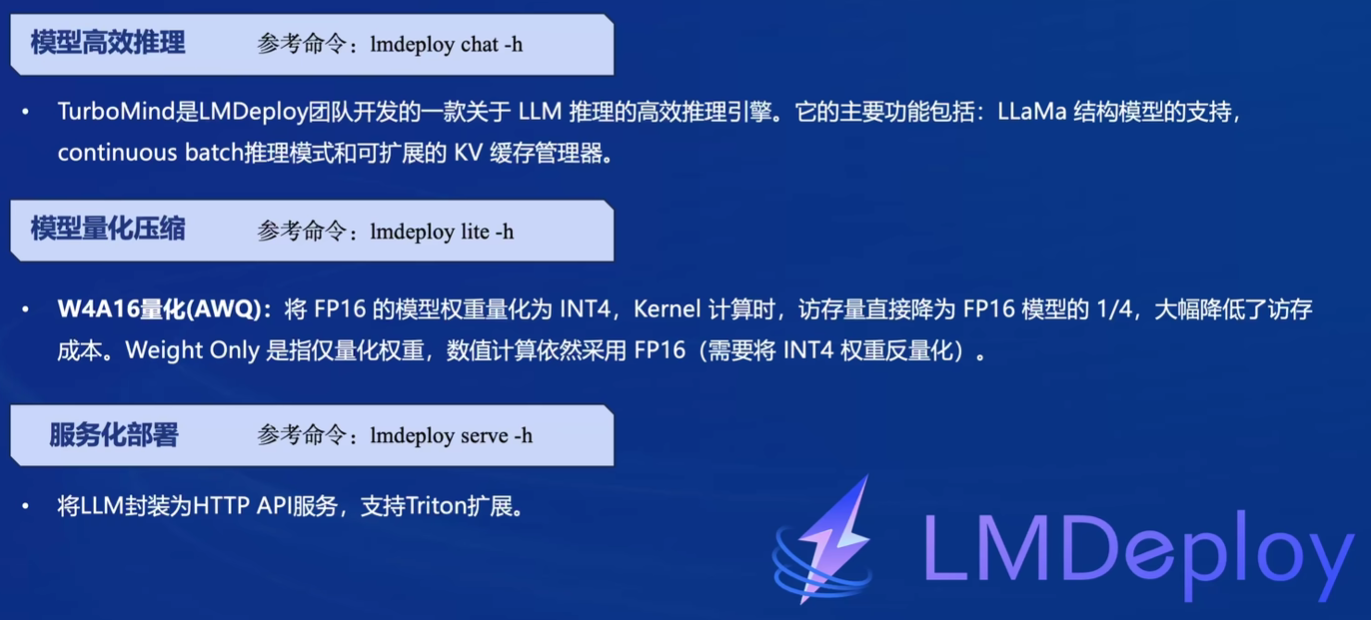 模型高效推理 参考命令：lmdeploy chat -h
• TurboMind是LMDeploy团队开发的一款关于 LLM 推理的高效推理引擎。它的主要功能包括：LLaMa 结构模型的支持，
continuous batch推理模式和可扩展的 KV 缓存管理器。
模型量化压缩 参考命令：lmdeploy lite -h
• W4A16量化(AWQ)：将 FP16 的模型权重量化为 INT4，Kernel 计算时，访存量直接降为 FP16 模型的 1/4，大幅降低了访存
成本。Weight Only 是指仅量化权重，数值计算依然采用 FP16（需要将 INT4 权重反量化）。
服务化部署 参考命令：lmdeploy serve -h
• 将LLM封装为HTTP API服务，支持Triton扩展。
LMDeploy